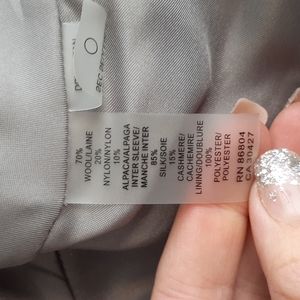 70%
WOOL/LAINE
20%
NYLON/NYLON
10%
ALPACA/ALPAGA
INTER SLEEVE/
MANCHE INTER
85%
SILK/SOIE
15%
CASHMERE/
CACHEMIRE
LINING/DOUBLURE
100%
POLYESTER/
POLYESTER
RN 86804
CA 30427